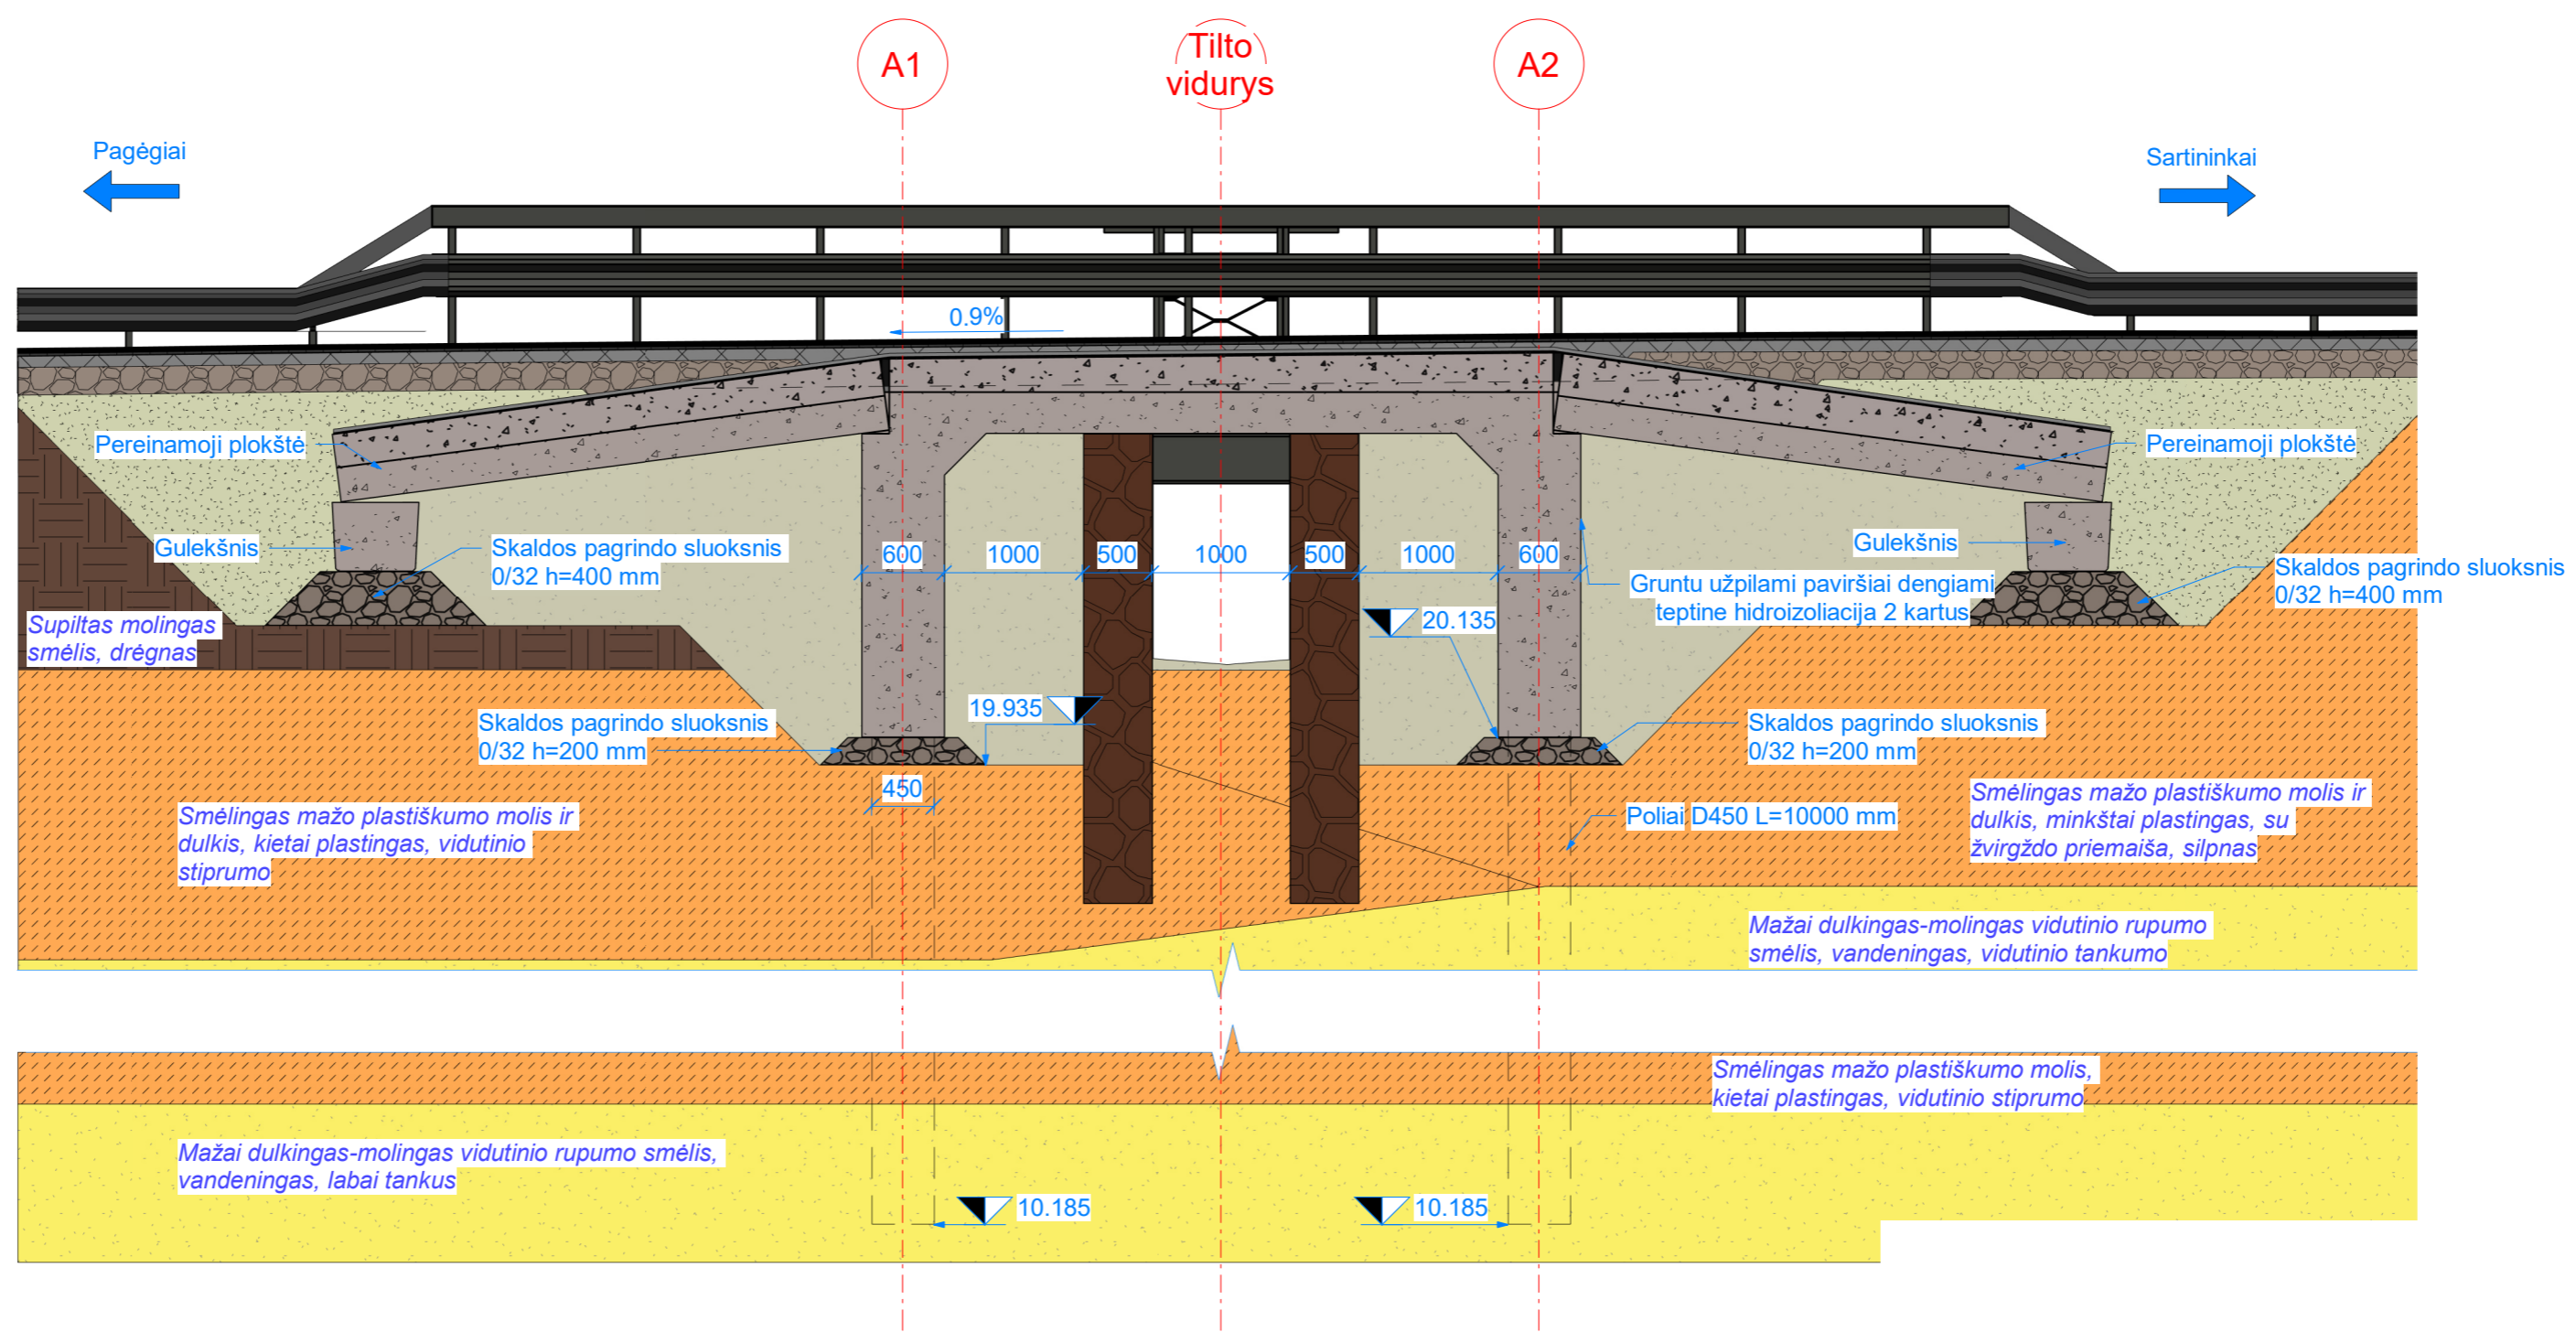 A1
Tilto
vidurys
A2
Pagėgiai
Sartininkai
0.9%
Pereinamoji plokštė
Pereinamoji plokštė
Gulekšnis
Skaldos pagrindo sluoksnis
0/32 h=400 mm
600
1000
500
1000
500
1000
600
Gulekšnis
Skaldos pagrindo sluoksnis
0/32 h=400 mm
Gruntu užpilami paviršiai dengiami
teptine hidroizoliacija 2 kartus
20.135
Supiltas molingas
smėlis, drėgnas
19.935
Skaldos pagrindo sluoksnis
0/32 h=200 mm
Skaldos pagrindo sluoksnis
0/32 h=200 mm
450
Smėlingas mažo plastiškumo molis ir
dulkis, kietai plastingas, vidutinio
stiprumo
Poliai D450 L=10000 mm
Smėlingas mažo plastiškumo molis ir
dulkis, minkštai plastingas, su
žvirgždo priemaiša, silpnas
Mažai dulkingas-molingas vidutinio rupumo
smėlis, vandeningas, vidutinio tankumo
Smėlingas mažo plastiškumo molis,
kietai plastingas, vidutinio stiprumo
Mažai dulkingas-molingas vidutinio rupumo smėlis,
vandeningas, labai tankus
10.185
10.185